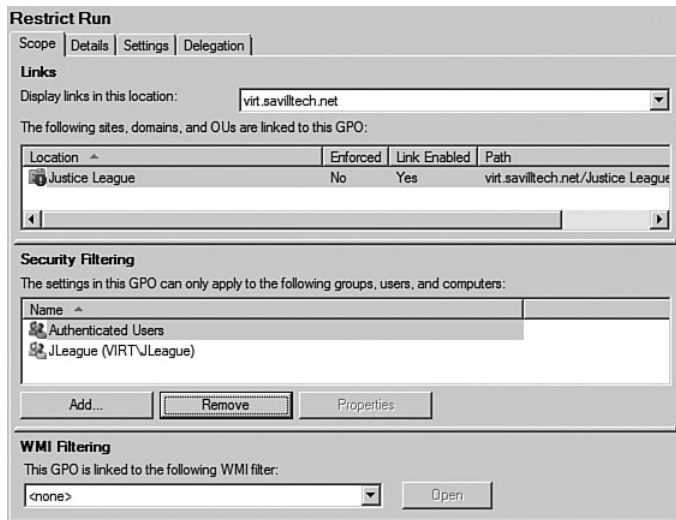 Restrict Run
Scope Details Settings Delegation
Links
Display links in this location: virt.savilltech.net
The following sites, domains, and OUs are linked to this GPO:
Location Enforced Link Enabled Path
Justice League No Yes virt.savilltech.net/Justice League
Security Filtering
The settings in this GPO can only apply to the following groups, users, and computers:
Name
Authenticated Users
JLeague (VIRT\JLeague)
Add... Remove Properties
WMI Filtering
This GPO is linked to the following WMI filter:
<none> Open